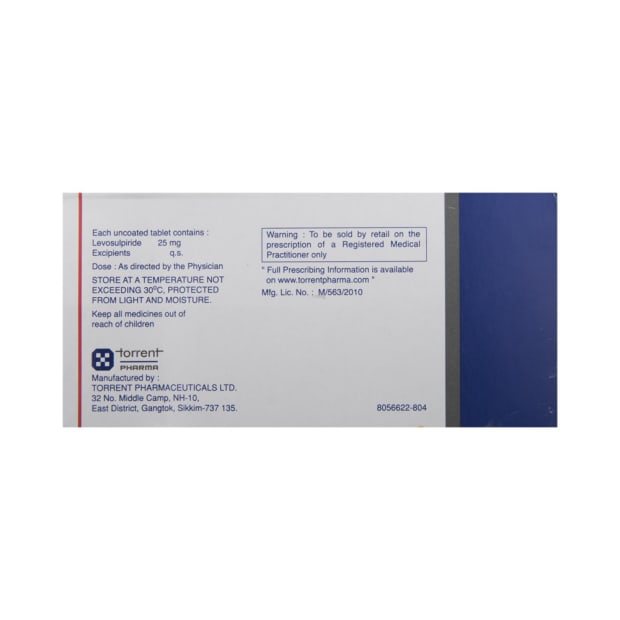 Each uncoated tablet contains :
Levosulpiride 25 mg
Excipients q.s.
Dose : As directed by the Physician
STORE AT A TEMPERATURE NOT
EXCEEDING 30°C, PROTECTED
FROM LIGHT AND MOISTURE.
Keep all medicines out of
reach of children
torrent
PHARMA
Manufactured by :
TORRENT PHARMACEUTICALS LTD.
32 No. Middle Camp, NH-10,
East District, Gangtok, Sikkim-737 135.
Warning : To be sold by retail on the
prescription of a Registered Medical
Practitioner only
" Full Prescribing Information is available
on www.torrentpharma.com "
Mfg. Lic. No. : M/563/2010
8056622-804